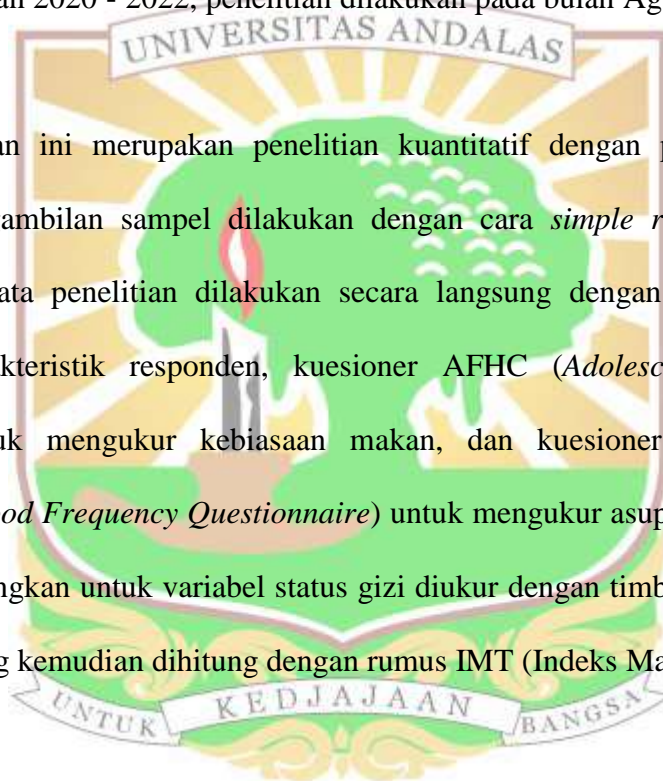 an 2020 - 2022, penelitian dilakukan pada bulan Ag
UNIVERSITAS ANDALAS
an ini merupakan penelitian kuantitatif dengan p
ambilan sampel dilakukan dengan cara simple r
ata penelitian dilakukan secara langsung dengan
kteristik responden, kuesioner AFHC (Adolesc
uk mengukur kebiasaan makan, dan kuesioner
od Frequency Questionnaire) untuk mengukur asup
ngkan untuk variabel status gizi diukur dengan timb
g kemudian dihitung dengan rumus IMT (Indeks Ma
UNTUK KEDJAJAAN BANGSA